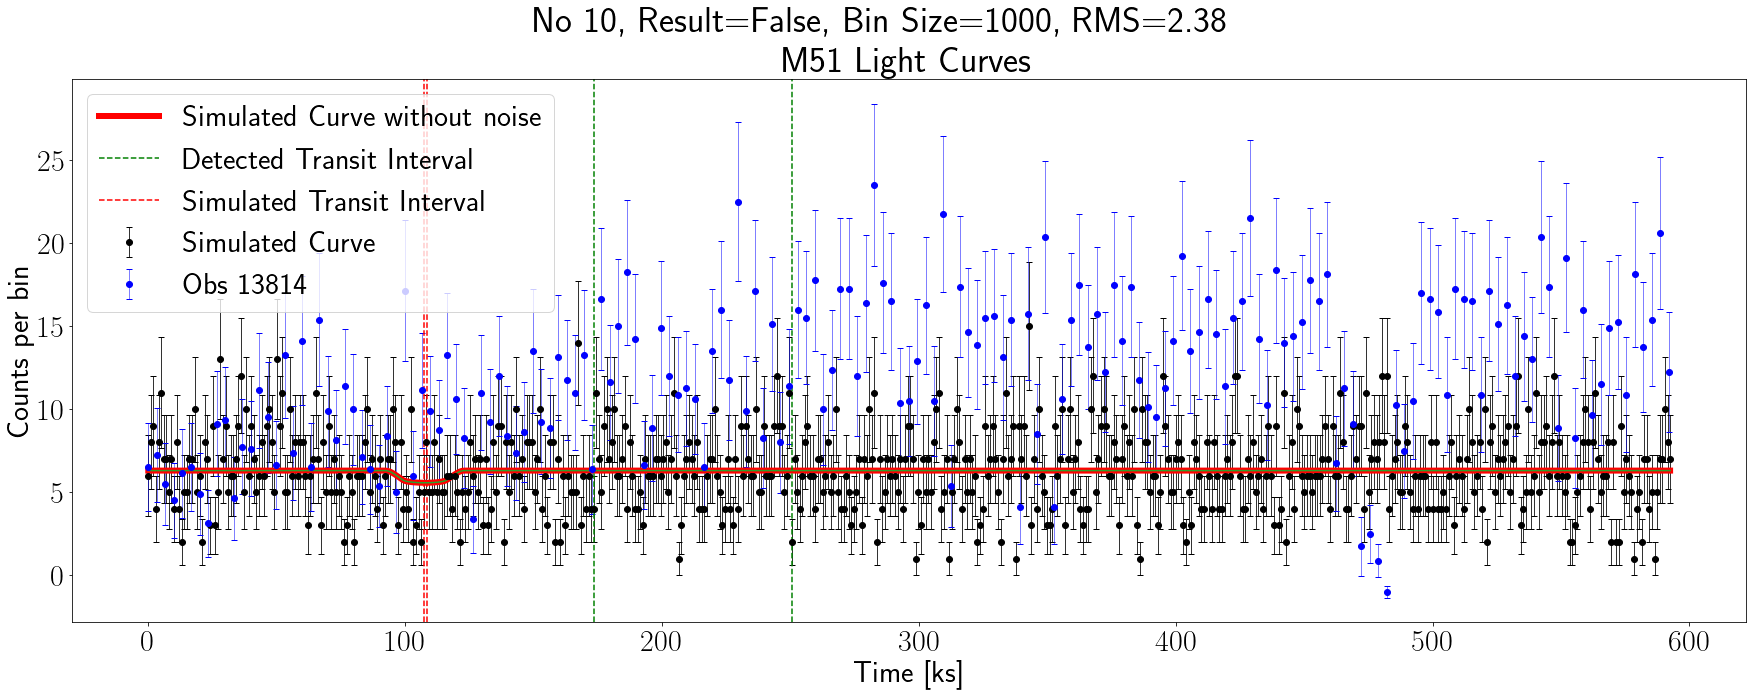 No 10, Result=False, Bin Size=1000, RMS=2.38
M51 Light Curves
Simulated Curve without noise
Detected Transit Interval
Simulated Transit Interval
Simulated Curve
Obs 13814
Counts per bin
25
20
15
10
5
0
0 100 200 300 400 500 600
Time [ks]